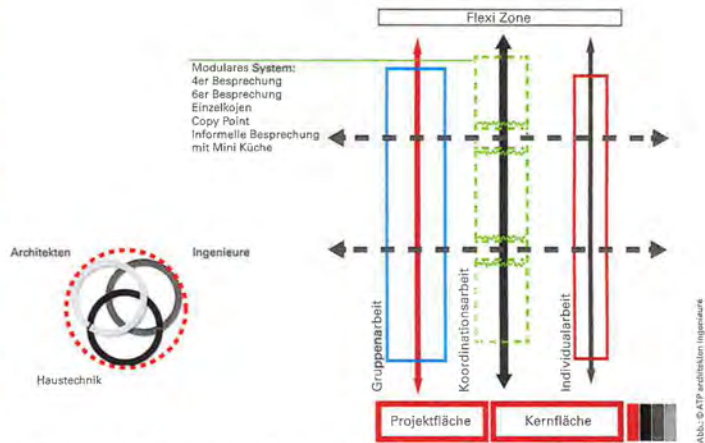 Flexi Zone
Modulares System:
4er Besprechung
6er Besprechung
Einzelkojen
Copy Point
Informelle Besprechung
mit Mini Küche
Architekten
Ingenieure
Haustechnik
Gruppenarbeit
Koordinationsarbeit
Individualarbeit
Projektfläche
Kernfläche
Abb.: © ATP architekten ingenieure